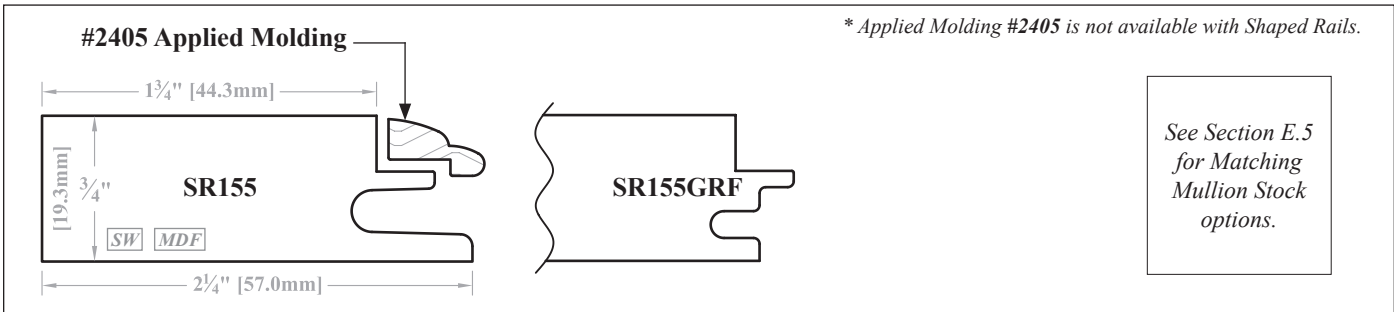 #2405 Applied Molding
* Applied Molding #2405 is not available with Shaped Rails.
1¾" [44.3mm]
[19.3mm]
¾"
SR155
SW MDF
2¼" [57.0mm]
SR155GRF
See Section E.5
for Matching
Mullion Stock
options.